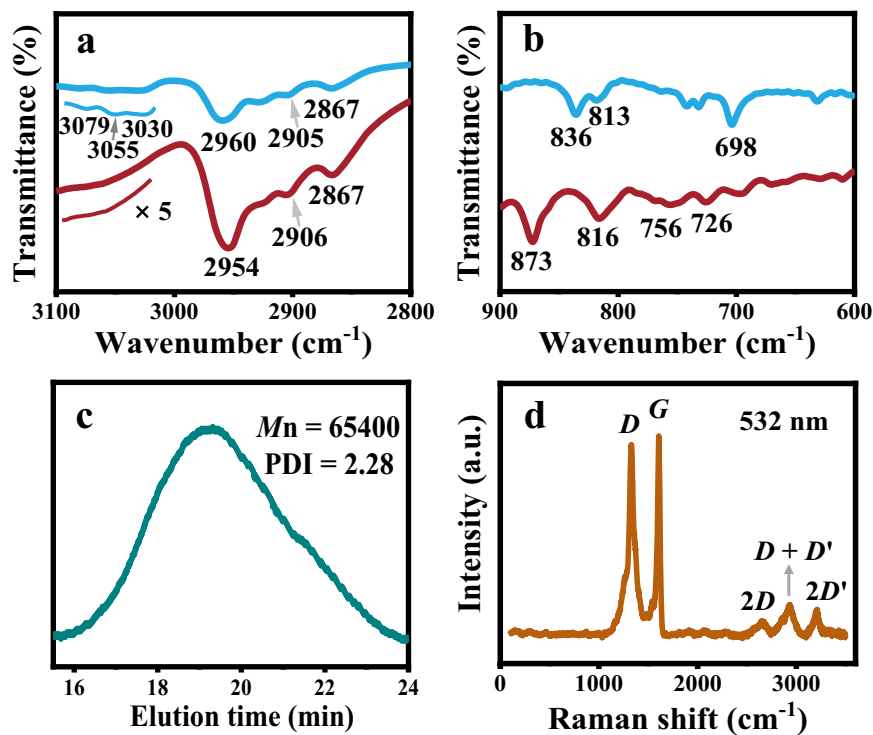 a
Transmittance (%)
2867
3079
3030
3055
2960
2905
2867
× 5
2906
2954
3100
3000
2900
2800
Wavenumber (cm⁻¹)
b
Transmittance (%)
836
813
698
873
816
756
726
900
800
700
600
Wavenumber (cm⁻¹)
c
Mn = 65400
PDI = 2.28
16
18
20
22
24
Elution time (min)
d
Intensity (a.u.)
D
G
532 nm
D + D'
2D
2D'
0
1000
2000
3000
Raman shift (cm⁻¹)